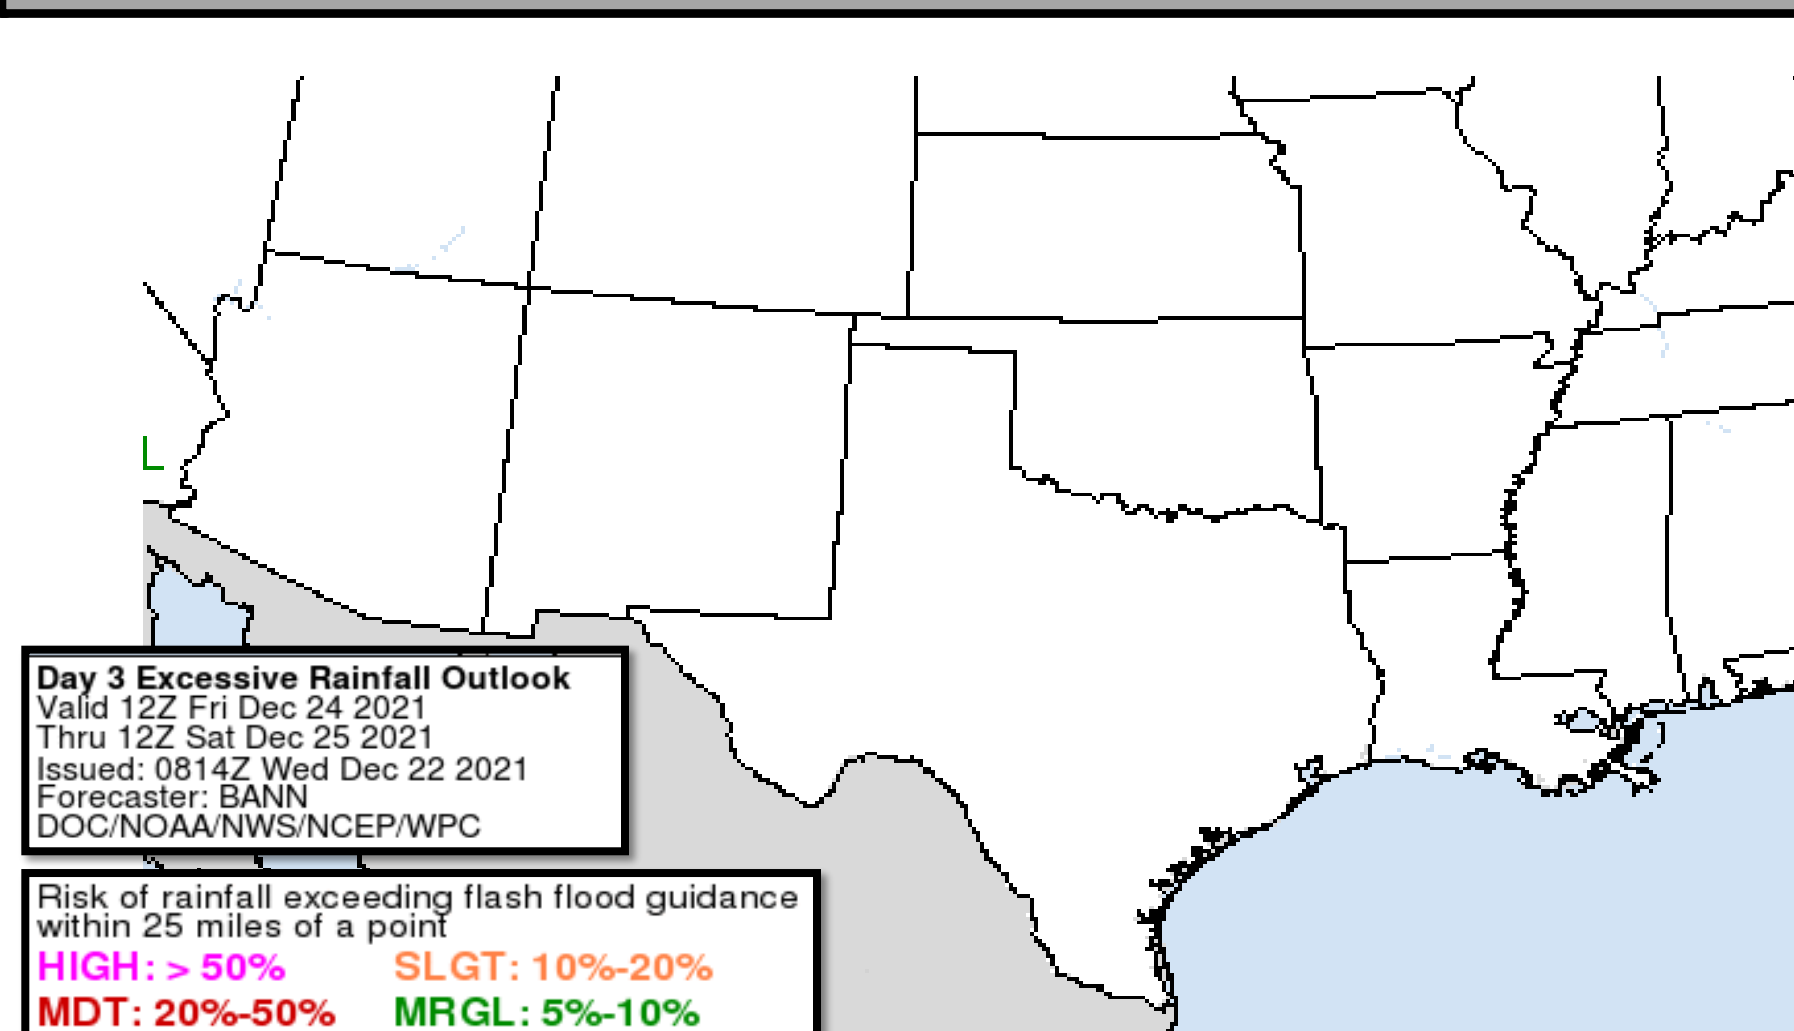 L
Day 3 Excessive Rainfall Outlook
Valid 12Z Fri Dec 24 2021
Thru 12Z Sat Dec 25 2021
Issued: 0814Z Wed Dec 22 2021
Forecaster: BANN
DOC/NOAA/NWS/NCEP/WPC
Risk of rainfall exceeding flash flood guidance
within 25 miles of a point
HIGH: > 50% SLGT: 10%-20%
MDT: 20%-50% MRGL: 5%-10%